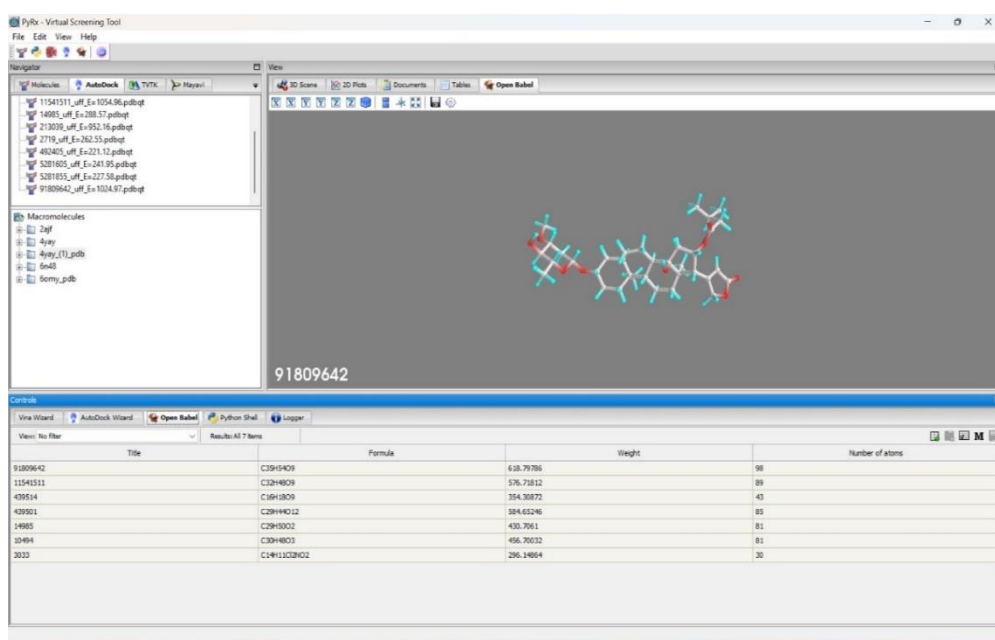 PyRx - Virtual Screening Tool
File Edit View Help
Navigator
Molecules AutoDock TVTK Mayavi
11541511_uff_E=1054.96.pdbqt
14985_uff_E=288.57.pdbqt
213039_uff_E=952.16.pdbqt
2719_uff_E=262.55.pdbqt
492405_uff_E=221.12.pdbqt
5281605_uff_E=241.95.pdbqt
5281855_uff_E=227.58.pdbqt
91809642_uff_E=1024.97.pdbqt
Macromolecules
2ajf
4yay
4yay_(1)_pdb
6n48
6omy_pdb
View
3D Scene 2D Plots Documents Tables Open Babel
X X Y Y Z Z
91809642
Controls
Vina Wizard AutoDock Wizard Open Babel Python Shell Logger
View: No filter Results: All 7 items M
Title Formula Weight Number of atoms
91809642 C35H54O9 618.79786 98
11541511 C32H48O9 576.71812 89
439514 C16H18O9 354.30872 43
439501 C29H44O12 584.65246 85
14985 C29H50O2 430.7061 81
10494 C30H48O3 456.70032 81
3033 C14H11Cl2NO2 296.14864 30